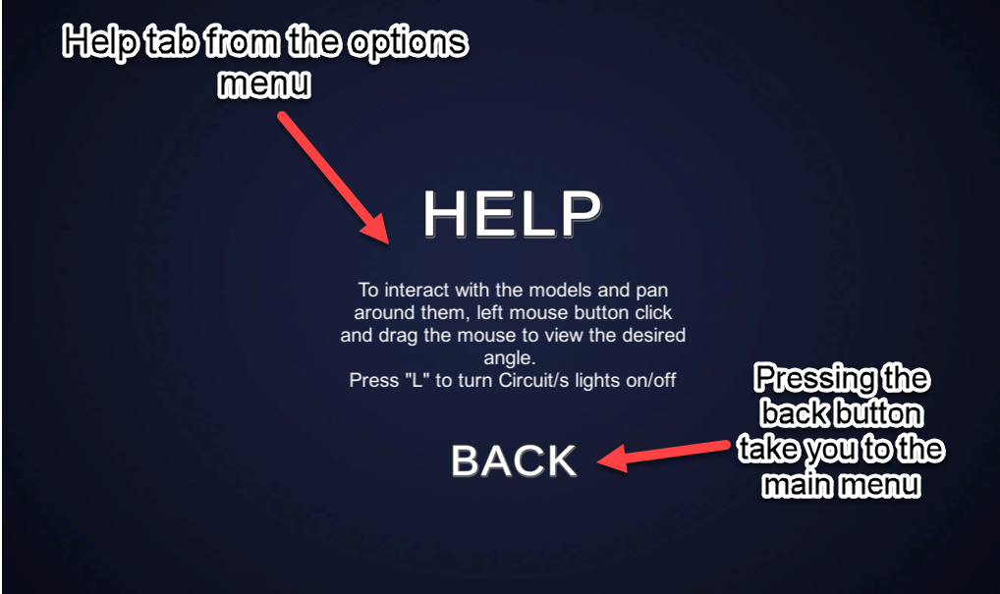 Help tab from the options
menu
HELP
To interact with the models and pan
around them, left mouse button click
and drag the mouse to view the desired
angle.
Press "L" to turn Circuit/s lights on/off
BACK
Pressing the
back button
take you to the
main menu